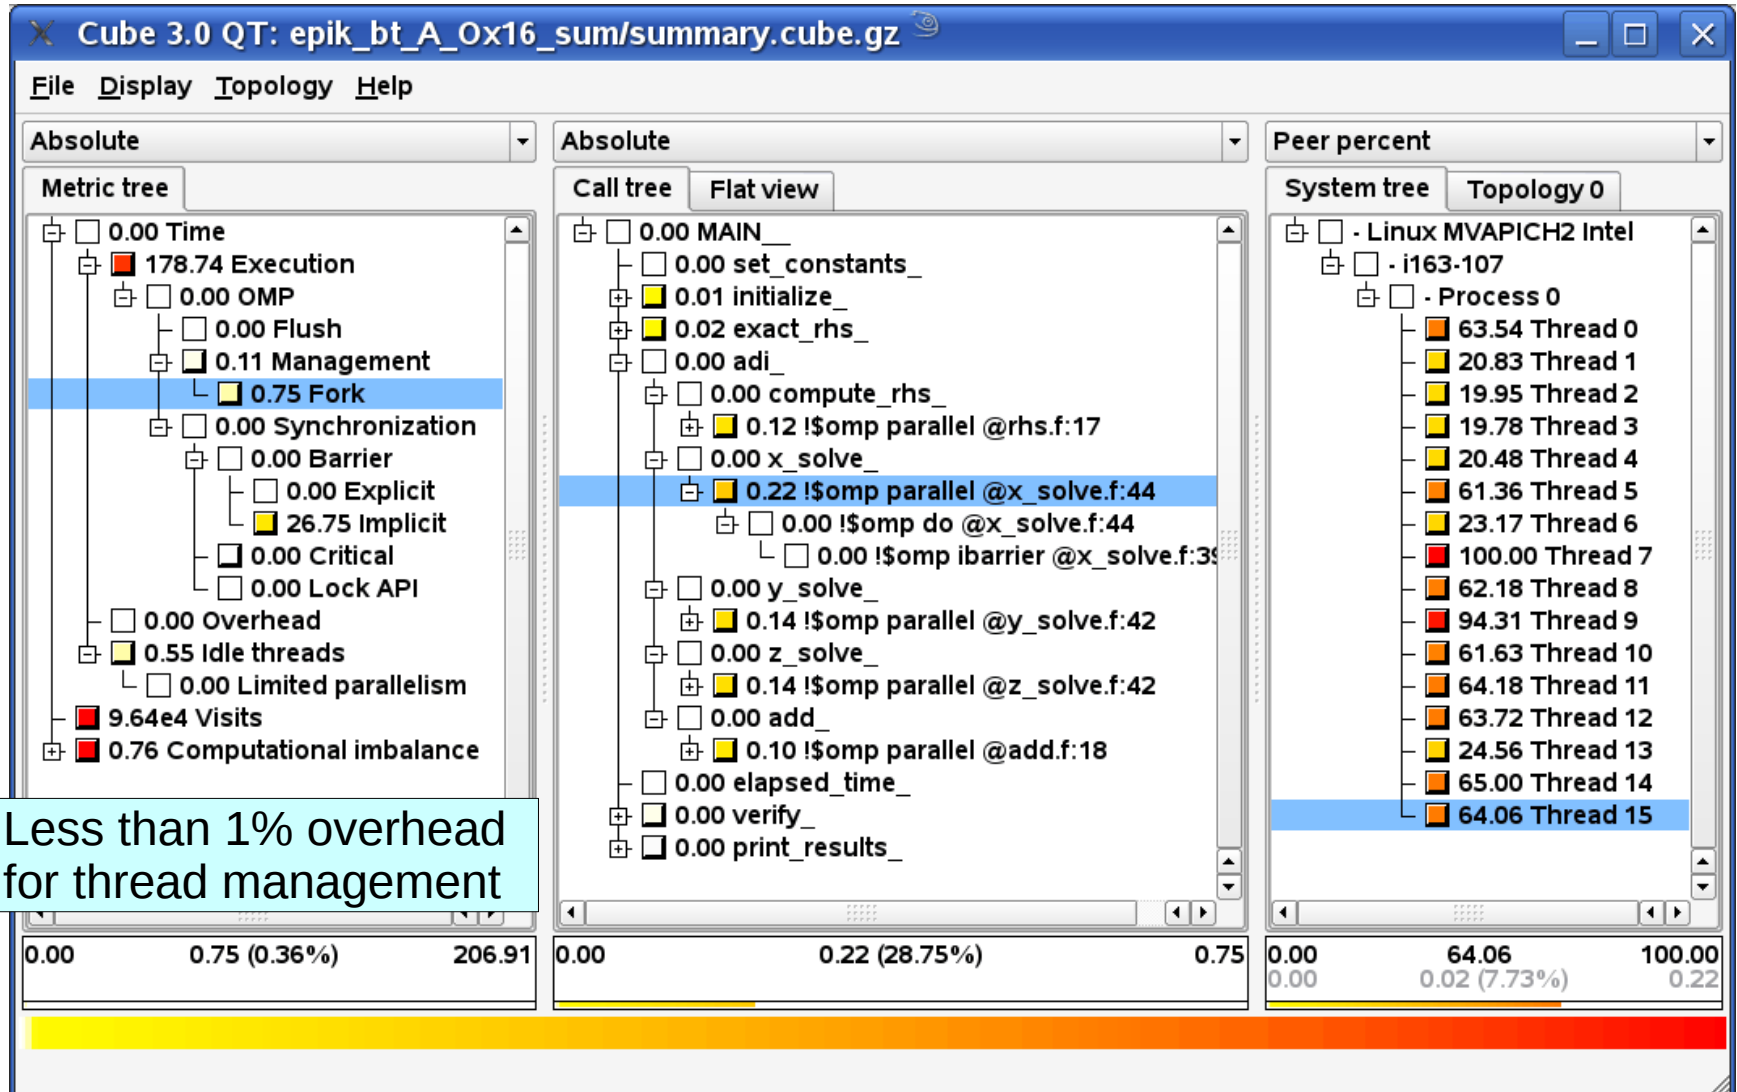 Cube 3.0 QT: epik_bt_A_Ox16_sum/summary.cube.gz
File Display Topology Help
Absolute
Metric tree
0.00 Time
178.74 Execution
0.00 OMP
0.00 Flush
0.11 Management
0.75 Fork
0.00 Synchronization
0.00 Barrier
0.00 Explicit
26.75 Implicit
0.00 Critical
0.00 Lock API
0.00 Overhead
0.55 Idle threads
0.00 Limited parallelism
9.64e4 Visits
0.76 Computational imbalance
Less than 1% overhead
for thread management
0.00 0.75 (0.36%) 206.91
Absolute
Call tree Flat view
0.00 MAIN__
0.00 set_constants_
0.01 initialize_
0.02 exact_rhs_
0.00 adi_
0.00 compute_rhs_
0.12 !$omp parallel @rhs.f:17
0.00 x_solve_
0.22 !$omp parallel @x_solve.f:44
0.00 !$omp do @x_solve.f:44
0.00 !$omp ibarrier @x_solve.f:39
0.00 y_solve_
0.14 !$omp parallel @y_solve.f:42
0.00 z_solve_
0.14 !$omp parallel @z_solve.f:42
0.00 add_
0.10 !$omp parallel @add.f:18
0.00 elapsed_time_
0.00 verify_
0.00 print_results_
0.00 0.22 (28.75%) 0.75
Peer percent
System tree Topology 0
- Linux MVAPICH2 Intel
- i163-107
- Process 0
63.54 Thread 0
20.83 Thread 1
19.95 Thread 2
19.78 Thread 3
20.48 Thread 4
61.36 Thread 5
23.17 Thread 6
100.00 Thread 7
62.18 Thread 8
94.31 Thread 9
61.63 Thread 10
64.18 Thread 11
63.72 Thread 12
24.56 Thread 13
65.00 Thread 14
64.06 Thread 15
0.00 64.06 100.00
0.00 0.02 (7.73%) 0.22